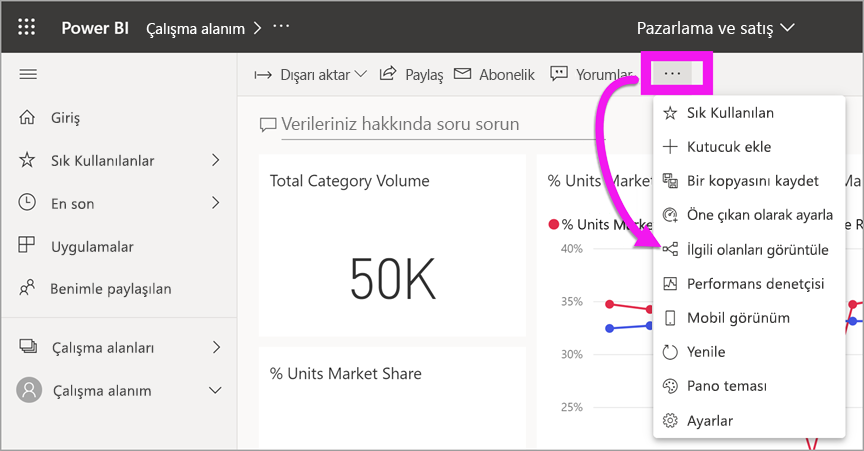 Power BI Çalışma alanım > ··· Pazarlama ve satış
Dışarı aktar Paylaş Abonelik Yorumlar ···
Giriş
Sık Kullanılanlar
En son
Uygulamalar
Benimle paylaşılan
Çalışma alanları
Çalışma alanım
Verileriniz hakkında soru sorun
Total Category Volume
50K
% Units Market Share
% Units Market
Ma
% Units Marke
e R
40%
35%
30%
25%
Sık Kullanılan
Kutucuk ekle
Bir kopyasını kaydet
Öne çıkan olarak ayarla
İlgili olanları görüntüle
Performans denetçisi
Mobil görünüm
Yenile
Pano teması
Ayarlar